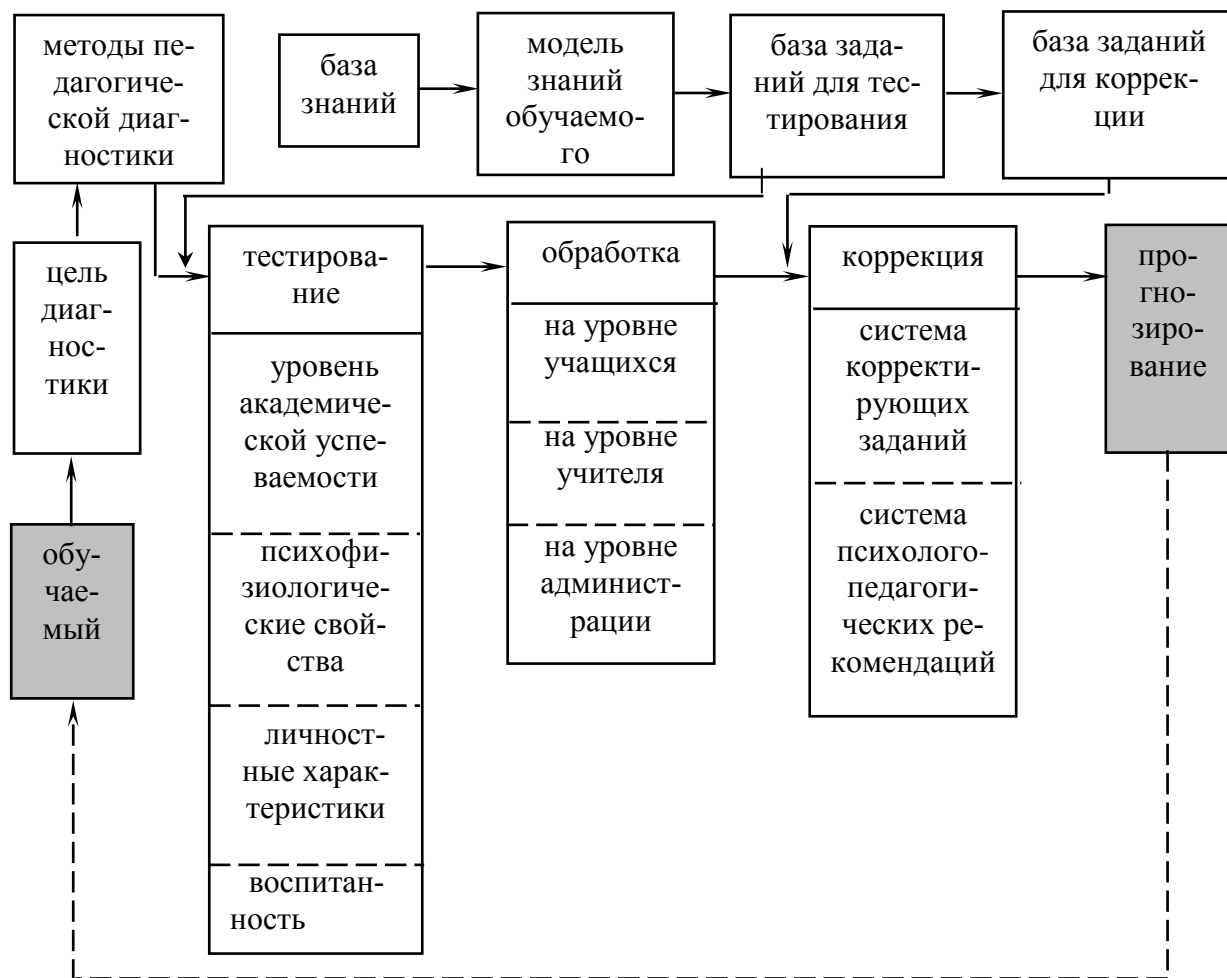 методы пе-
дагогиче-
ской диаг-
ностики
база
знаний
модель
знаний
обучаемо-
го
база зада-
ний для тес-
тирования
база заданий
для коррек-
ции
цель
диаг-
нос-
тики
обу-
чае-
мый
тестирова-
ние
уровень
академиче-
ской успе-
ваемости
психофи-
зиологиче-
ские свой-
ства
личност-
ные харак-
теристики
воспитан-
ность
обработка
на уровне
учащихся
на уровне
учителя
на уровне
админист-
рации
коррекция
система
корректи-
рующих
заданий
система
психолого-
педагоги-
ческих ре-
комендаций
про-
гно-
зиро-
вание